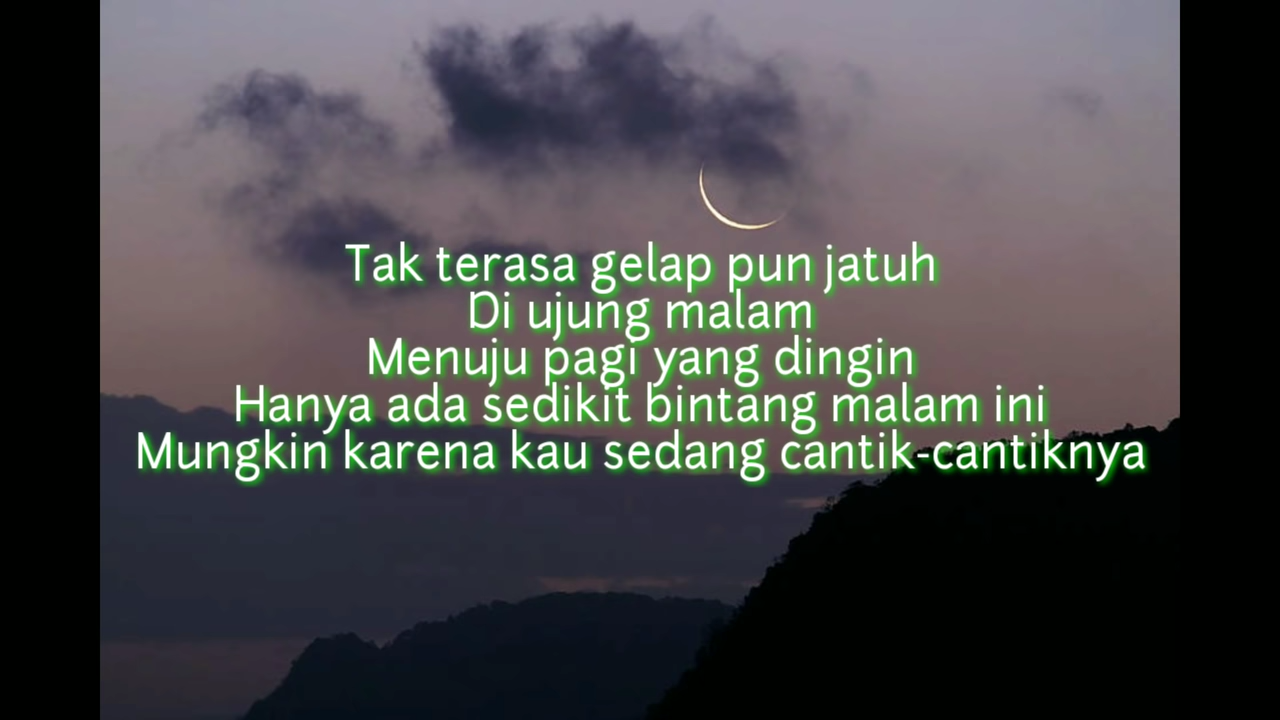 Tak terasa gelap pun jatuh
Di ujung malam
Menuju pagi yang dingin
Hanya ada sedikit bintang malam ini
Mungkin karena kau sedang cantik-cantiknya